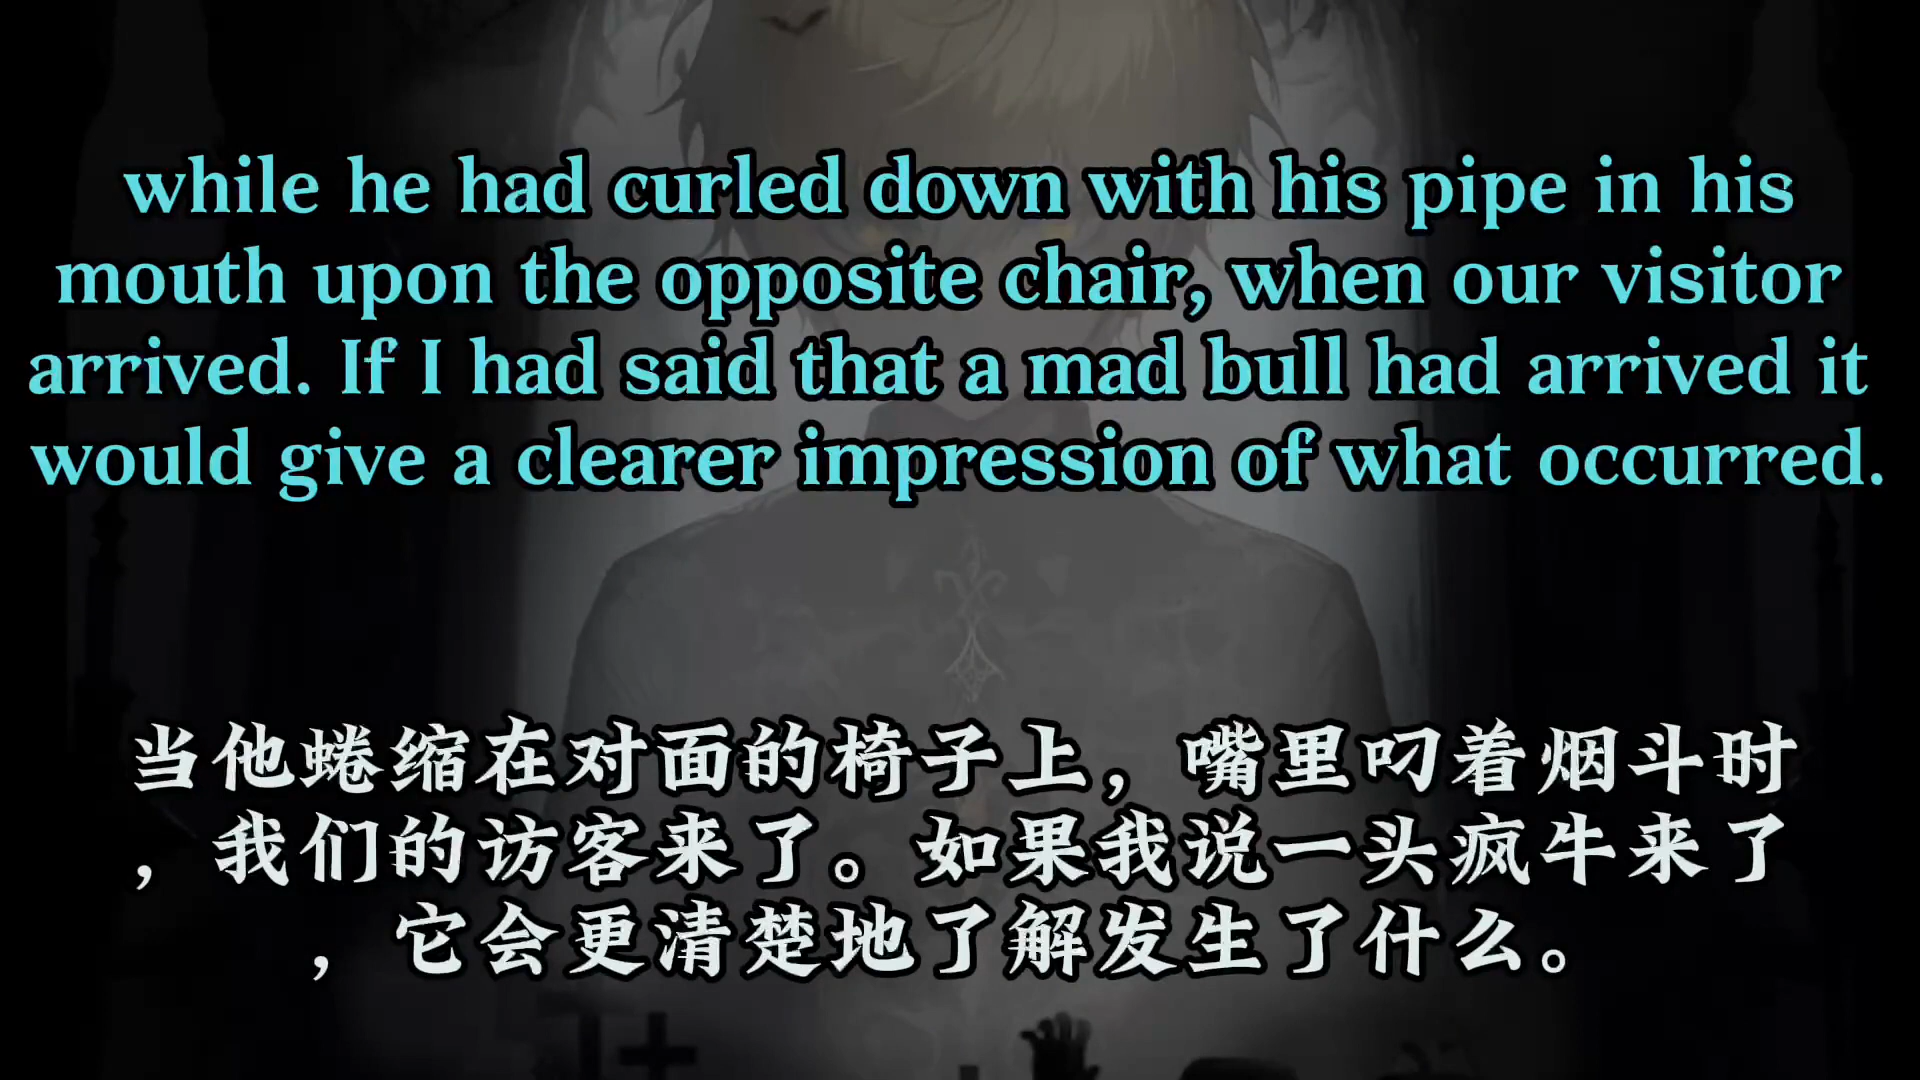 while he had curled down with his pipe in his
mouth upon the opposite chair, when our visitor
arrived. If I had said that a mad bull had arrived it
would give a clearer impression of what occurred.
当他蜷缩在对面的椅子上，嘴里叼着烟斗时
，我们的访客来了。如果我说一头疯牛来了
，它会更清楚地了解发生了什么。